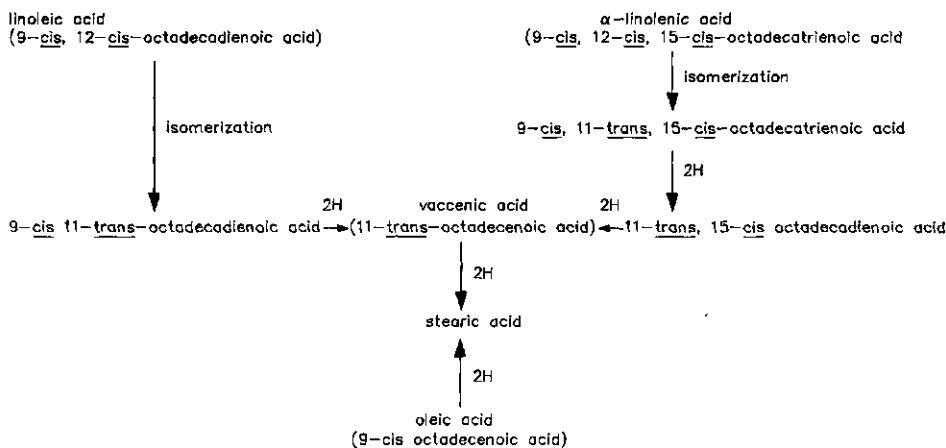 linoleic acid
(9-cis, 12-cis-octadecadienoic acid)
α-linolenic acid
(9-cis, 12-cis, 15-cis-octadecatrienoic acid
isomerization
isomerization
9-cis, 11-trans, 15-cis-octadecatrienoic acid
2H
9-cis 11-trans-octadecadienoic acid
2H
vaccenic acid
(11-trans-octadecenoic acid)
2H
11-trans, 15-cis octadecadienoic acid
2H
stearic acid
2H
oleic acid
(9-cis octadecenoic acid)